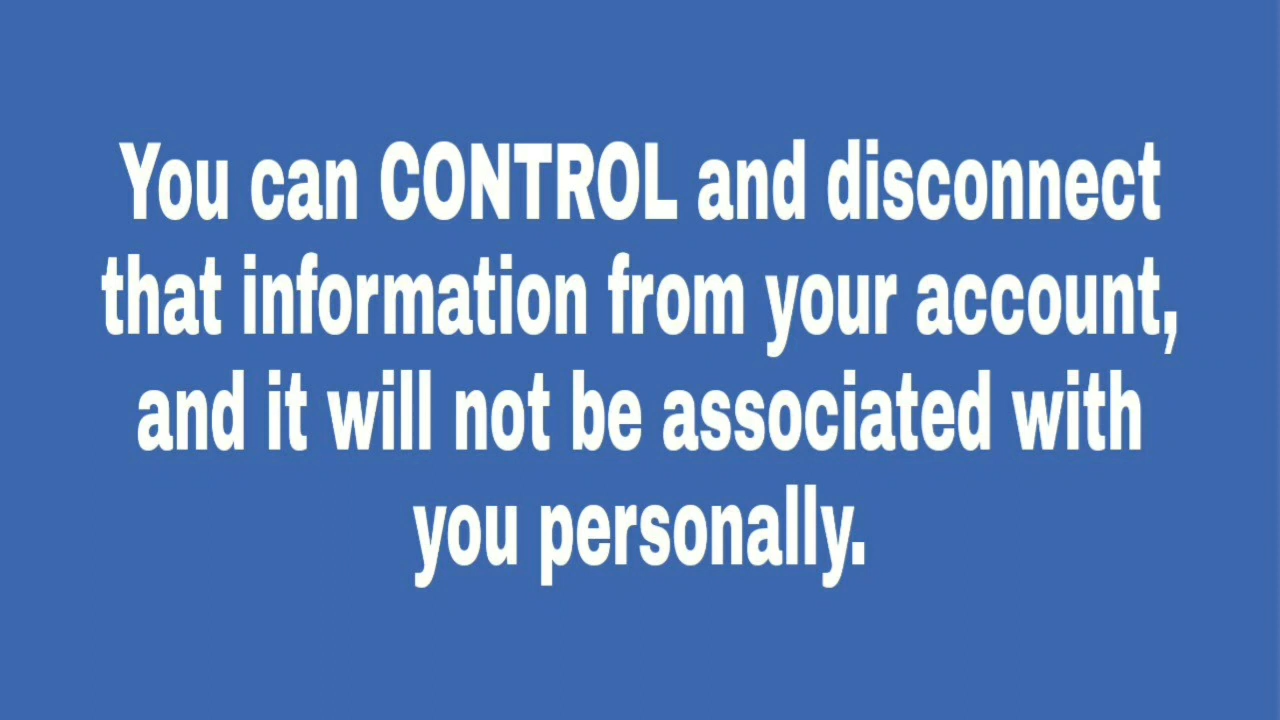 You can CONTROL and disconnect
that information from your account,
and it will not be associated with
you personally.